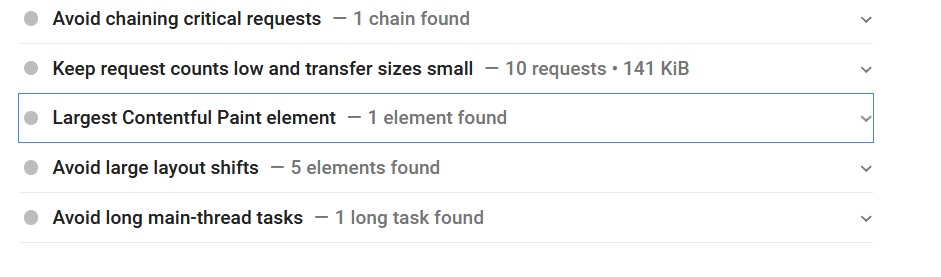 Avoid chaining critical requests — 1 chain found
Keep request counts low and transfer sizes small — 10 requests • 141 KiB
Largest Contentful Paint element — 1 element found
Avoid large layout shifts — 5 elements found
Avoid long main-thread tasks — 1 long task found